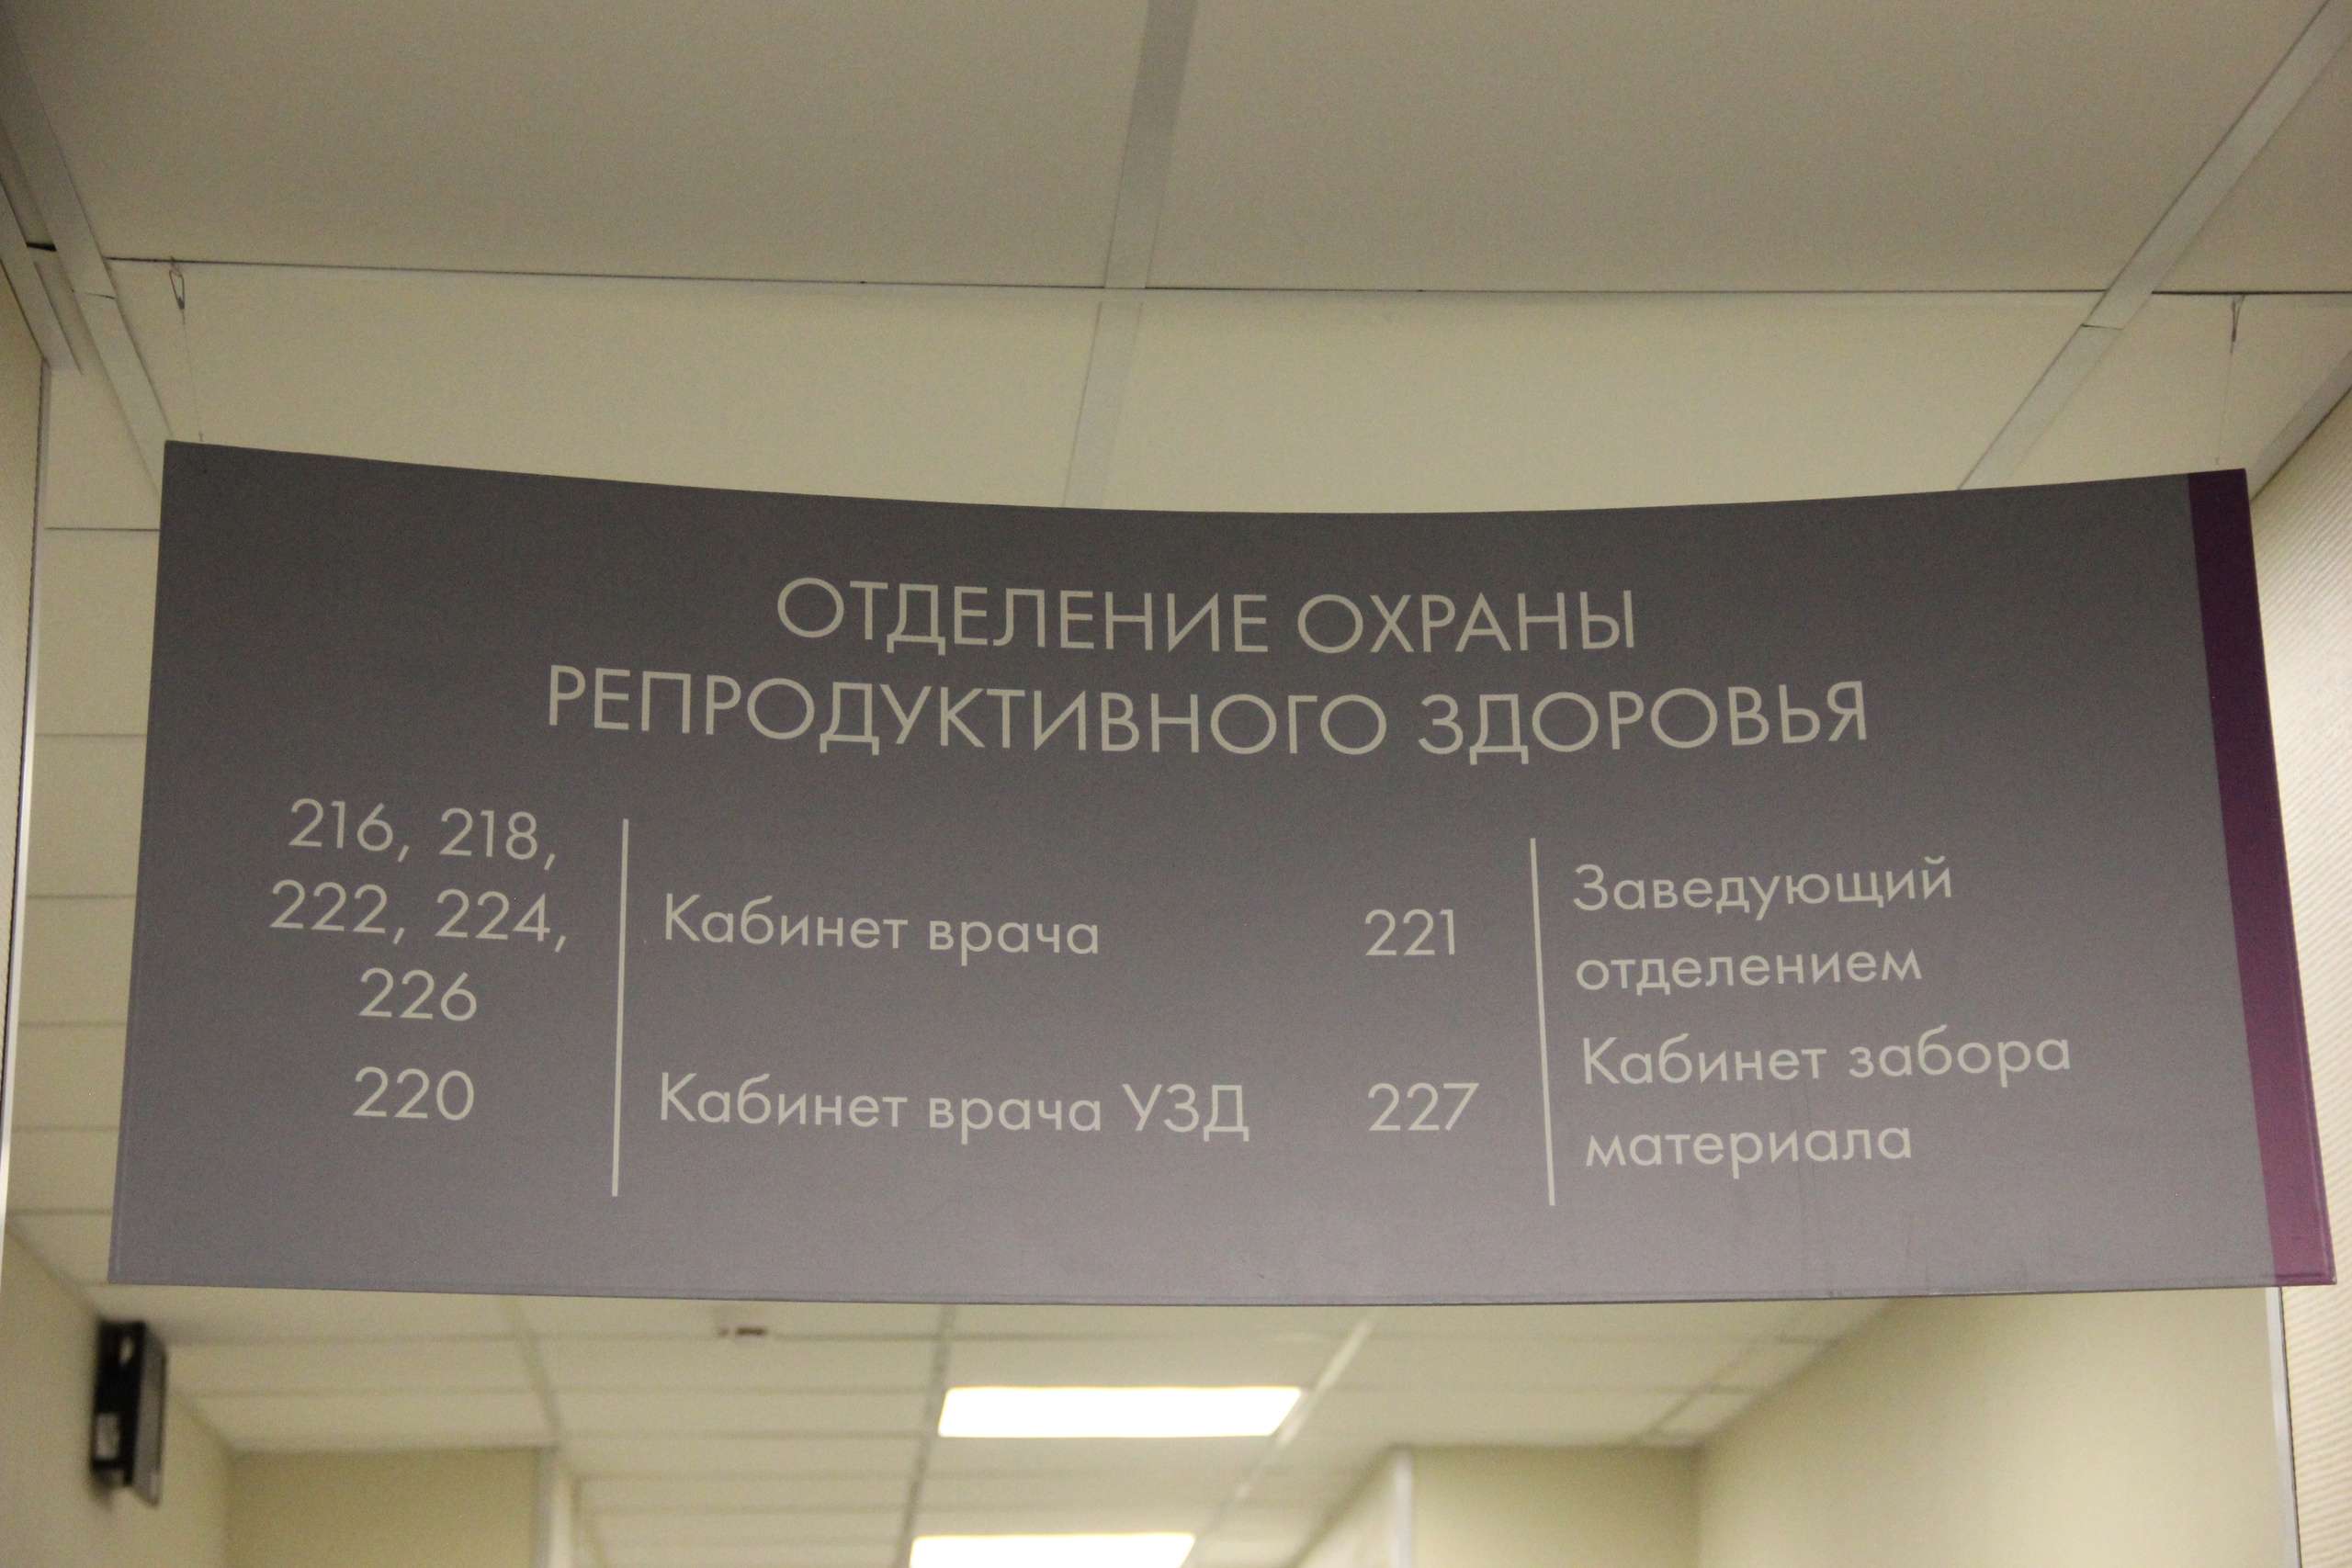 ОТДЕЛЕНИЕ ОХРАНЫ
РЕПРОДУКТИВНОГО ЗДОРОВЬЯ
216, 218,
222, 224,
226
Кабинет врача
220
Кабинет врача УЗД
221
Заведующий
отделением
227
Кабинет забора
материала